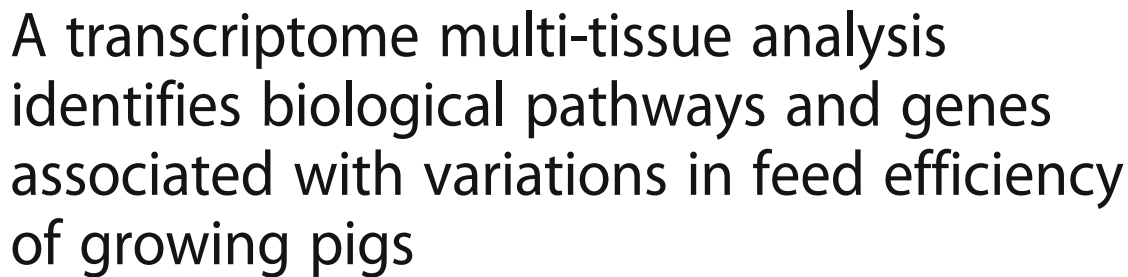 A transcriptome multi-tissue analysis
identifies biological pathways and genes
associated with variations in feed efficiency
of growing pigs